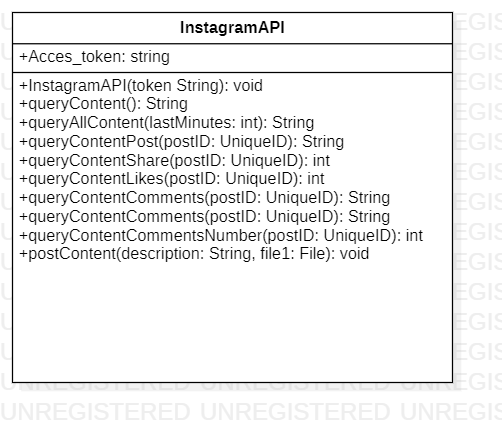 InstagramAPI
+Acces_token: string
+InstagramAPI(token String): void
+queryContent(): String
+queryAllContent(lastMinutes: int): String
+queryContentPost(postID: UniqueID): String
+queryContentShare(postID: UniqueID): int
+queryContentLikes(postID: UniqueID): int
+queryContentComments(postID: UniqueID): String
+queryContentComments(postID: UniqueID): String
+queryContentCommentsNumber(postID: UniqueID): int
+postContent(description: String, file1: File): void
UNREGISTERED UNREGISTERED UNREGIS